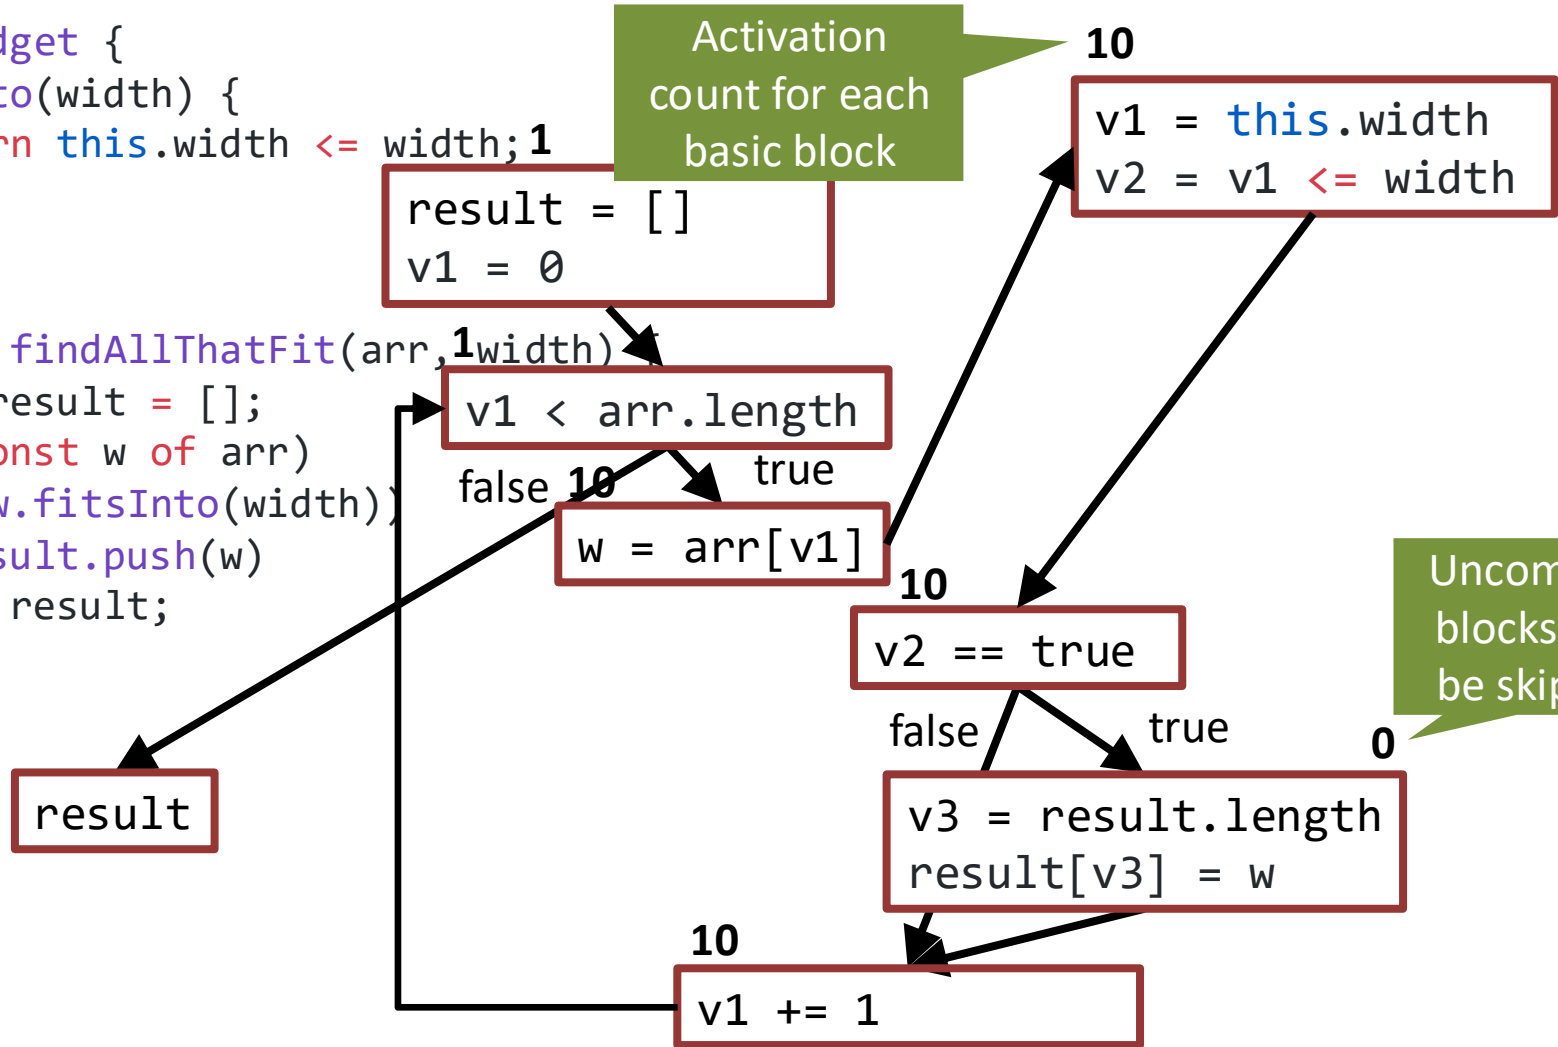 dget {
to(width) {
rn this.width <= width;
findAllThatFit(arr, width) {
result = [];
onst w of arr)
w.fitsInto(width))
sult.push(w)
result;
Activation
count for each
basic block
1
result = []
v1 = 0
1
v1 < arr.length
false
true
10
w = arr[v1]
10
v1 = this.width
v2 = v1 <= width
10
v2 == true
false
true
Uncom
blocks
be skip
0
v3 = result.length
result[v3] = w
10
v1 += 1
result